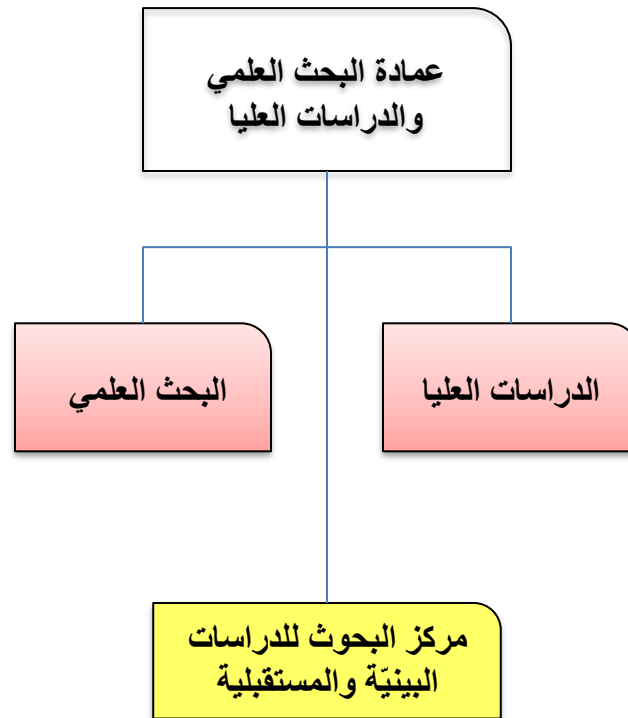 عمادة البحث العلمي
والدراسات العليا
الدراسات العليا
البحث العلمي
مركز البحوث للدراسات
البينيّة والمستقبلية